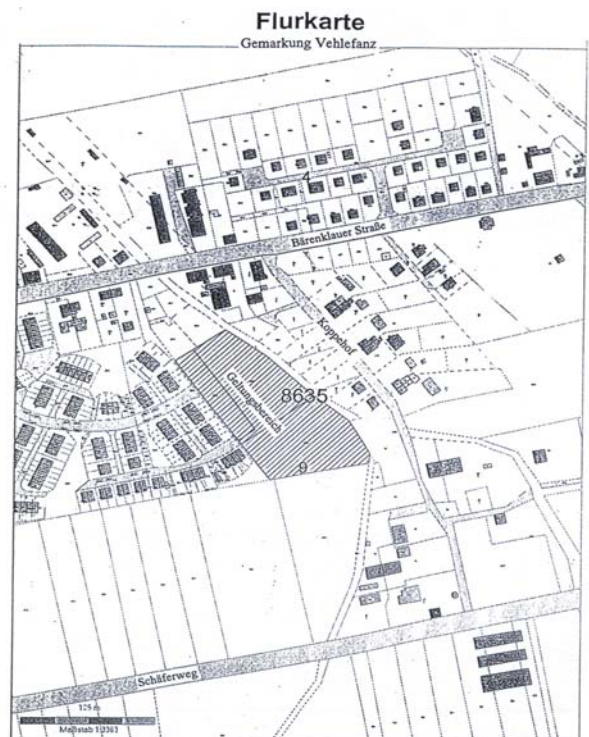 Flurkarte
Gemarkung Vehlefanz
4
Bärenklauer Straße
Koppehof
Geltungsbereich
8635
9
Schäferweg
125 m
Maßstab 1:3363